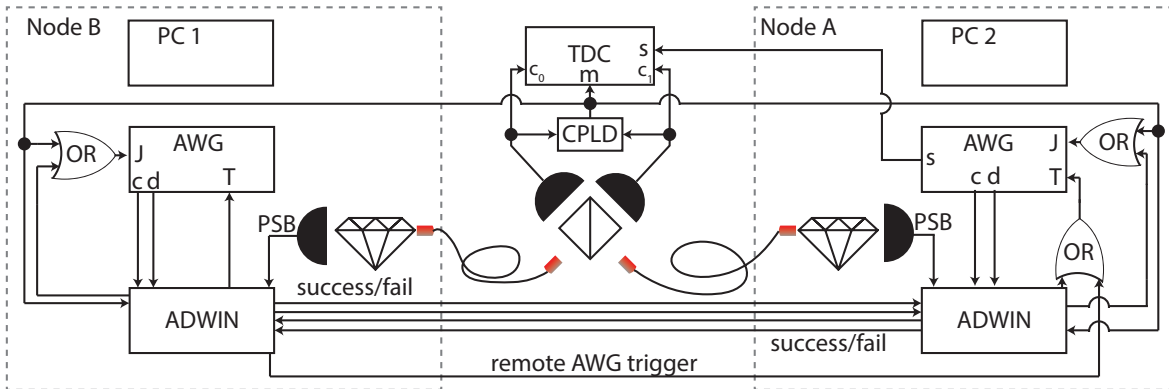 Node B
PC 1
Node A
PC 2
TDC
s
c0
m
c1
CPLD
OR
J
AWG
c d
T
PSB
s
AWG
J
OR
c d
T
PSB
OR
success/fail
ADWIN
ADWIN
success/fail
remote AWG trigger